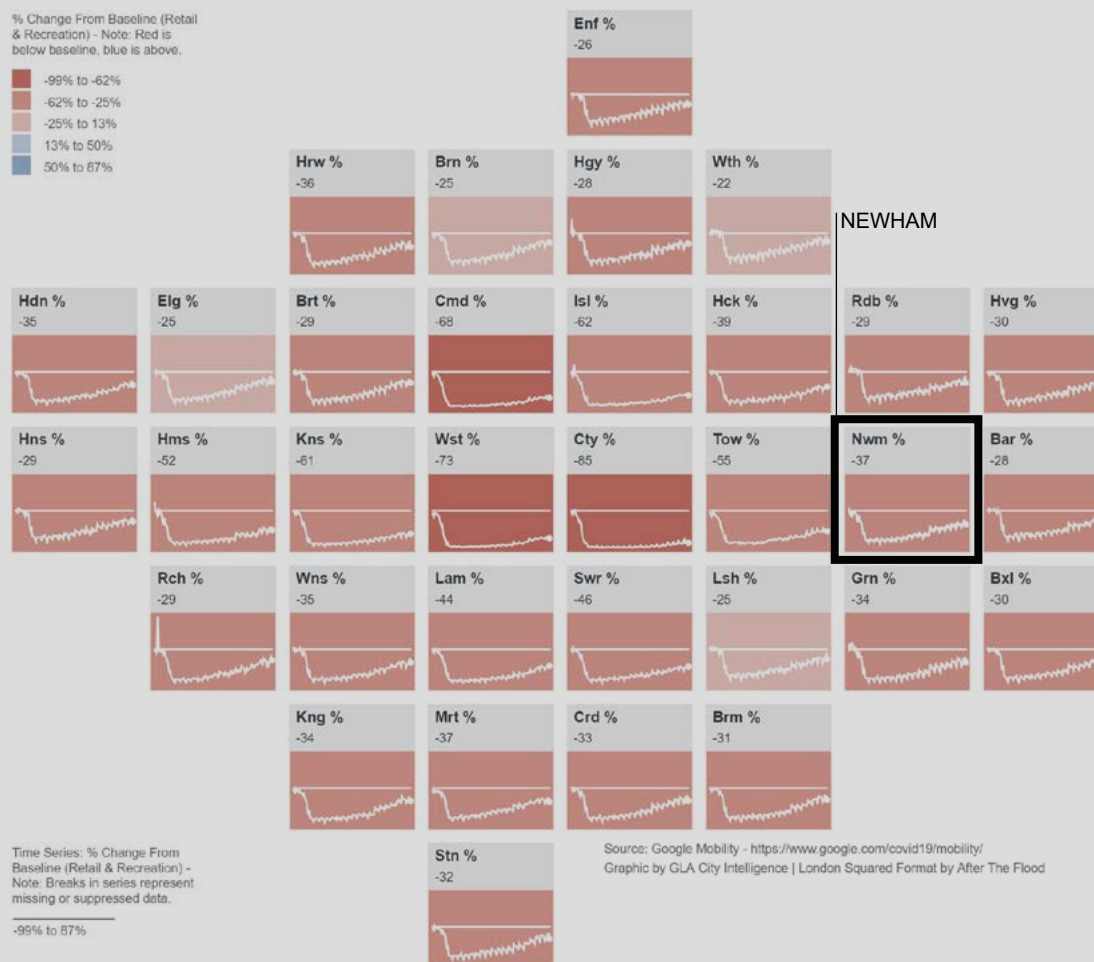 % Change From Baseline (Retail
& Recreation) - Note: Red is
below baseline, blue is above.
-99% to -62%
-62% to -25%
-25% to 13%
13% to 50%
50% to 87%
Enf %
-26
Hrw %
-36
Brn %
-25
Hgy %
-28
Wth %
-22
NEWHAM
Hdn %
-35
Elg %
-25
Brt %
-29
Cmd %
-68
Isl %
-62
Hck %
-39
Rdb %
-29
Hvg %
-30
Hns %
-29
Hms %
-52
Kns %
-61
Wst %
-73
Cty %
-85
Tow %
-55
Nwm %
-37
Bar %
-28
Rch %
-29
Wns %
-35
Lam %
-44
Swr %
-46
Lsh %
-25
Grn %
-34
Bxl %
-30
Kng %
-34
Mrt %
-37
Crd %
-33
Brm %
-31
Stn %
-32
Time Series: % Change From
Baseline (Retail & Recreation) -
Note: Breaks in series represent
missing or suppressed data.
-99% to 87%
Source: Google Mobility - https://www.google.com/covid19/mobility/
Graphic by GLA City Intelligence | London Squared Format by After The Flood